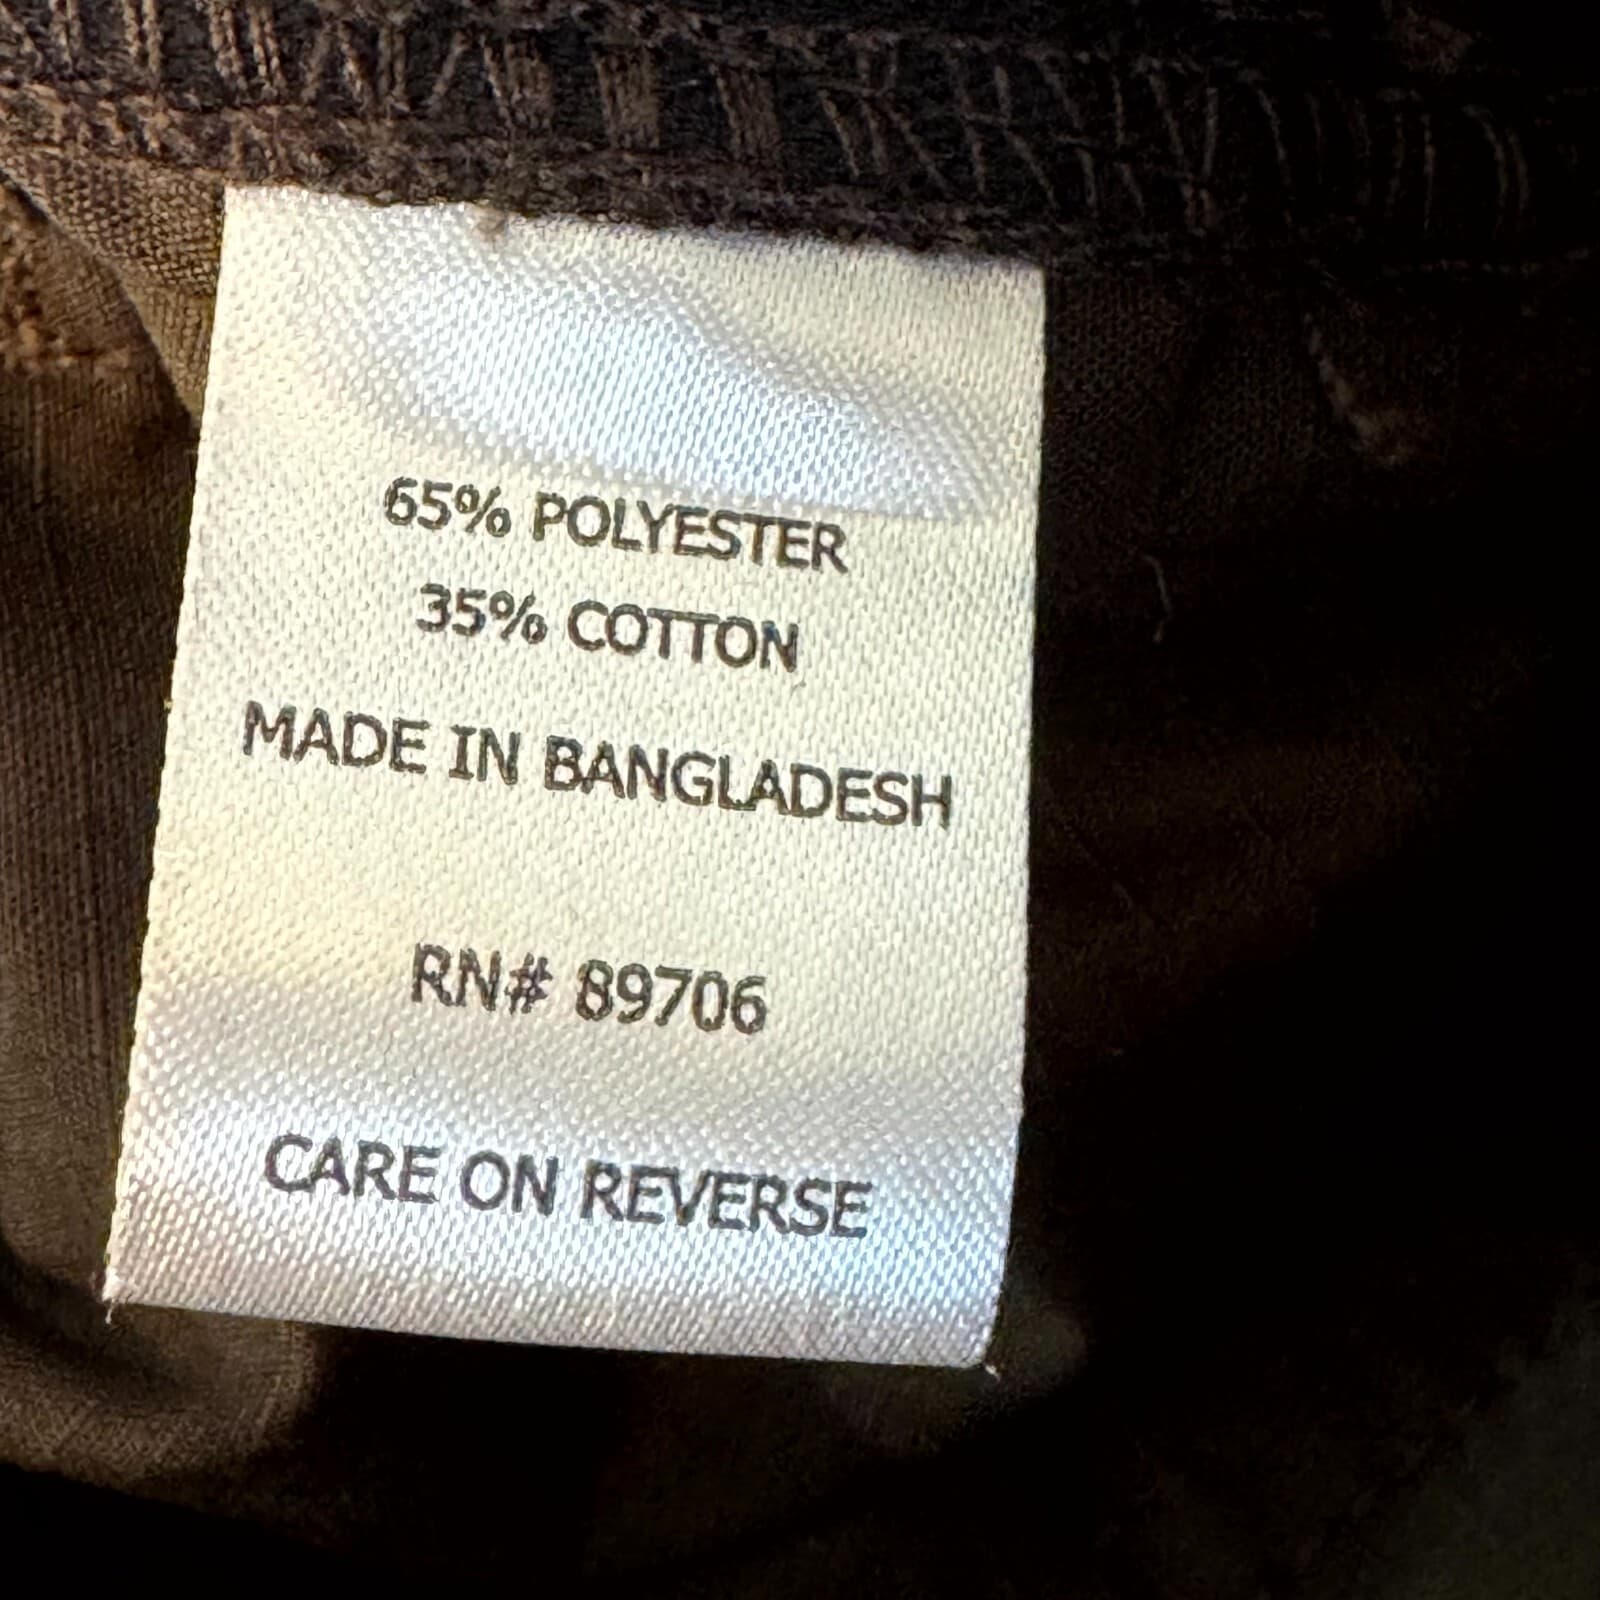 65% POLYESTER
35% COTTON
MADE IN BANGLADESH
RN# 89706
CARE ON REVERSE